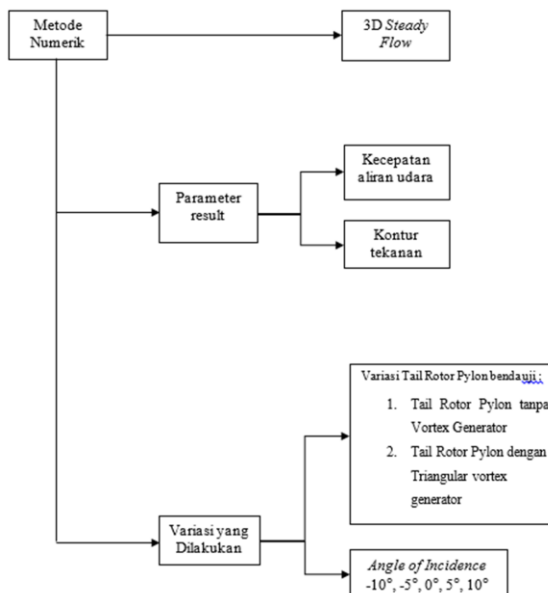 Metode
Numerik
3D Steady
Flow
Kecepatan
aliran udara
Parameter
result
Kontur
tekanan
Variasi Tail Rotor Pylon bendauji :
1. Tail Rotor Pylon tanpa
Vortex Generator
2. Tail Rotor Pylon dengan
Triangular vortex
generator
Variasi yang
Dilakukan
Angle of Incidence
-10°, -5°, 0°, 5°, 10°